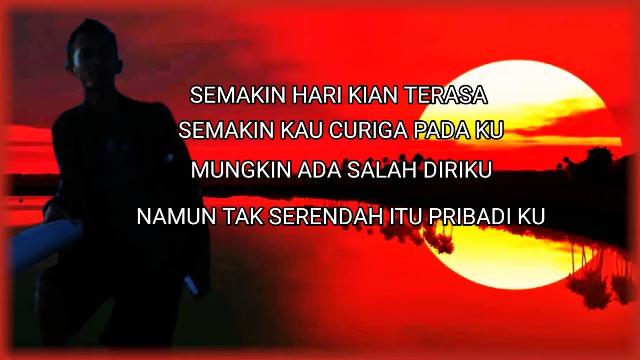 SEMAKIN HARI KIAN TERASA
SEMAKIN KAU CURIGA PADA KU
MUNGKIN ADA SALAH DIRIKU
NAMUN TAK SERENDAH ITU PRIBADI KU